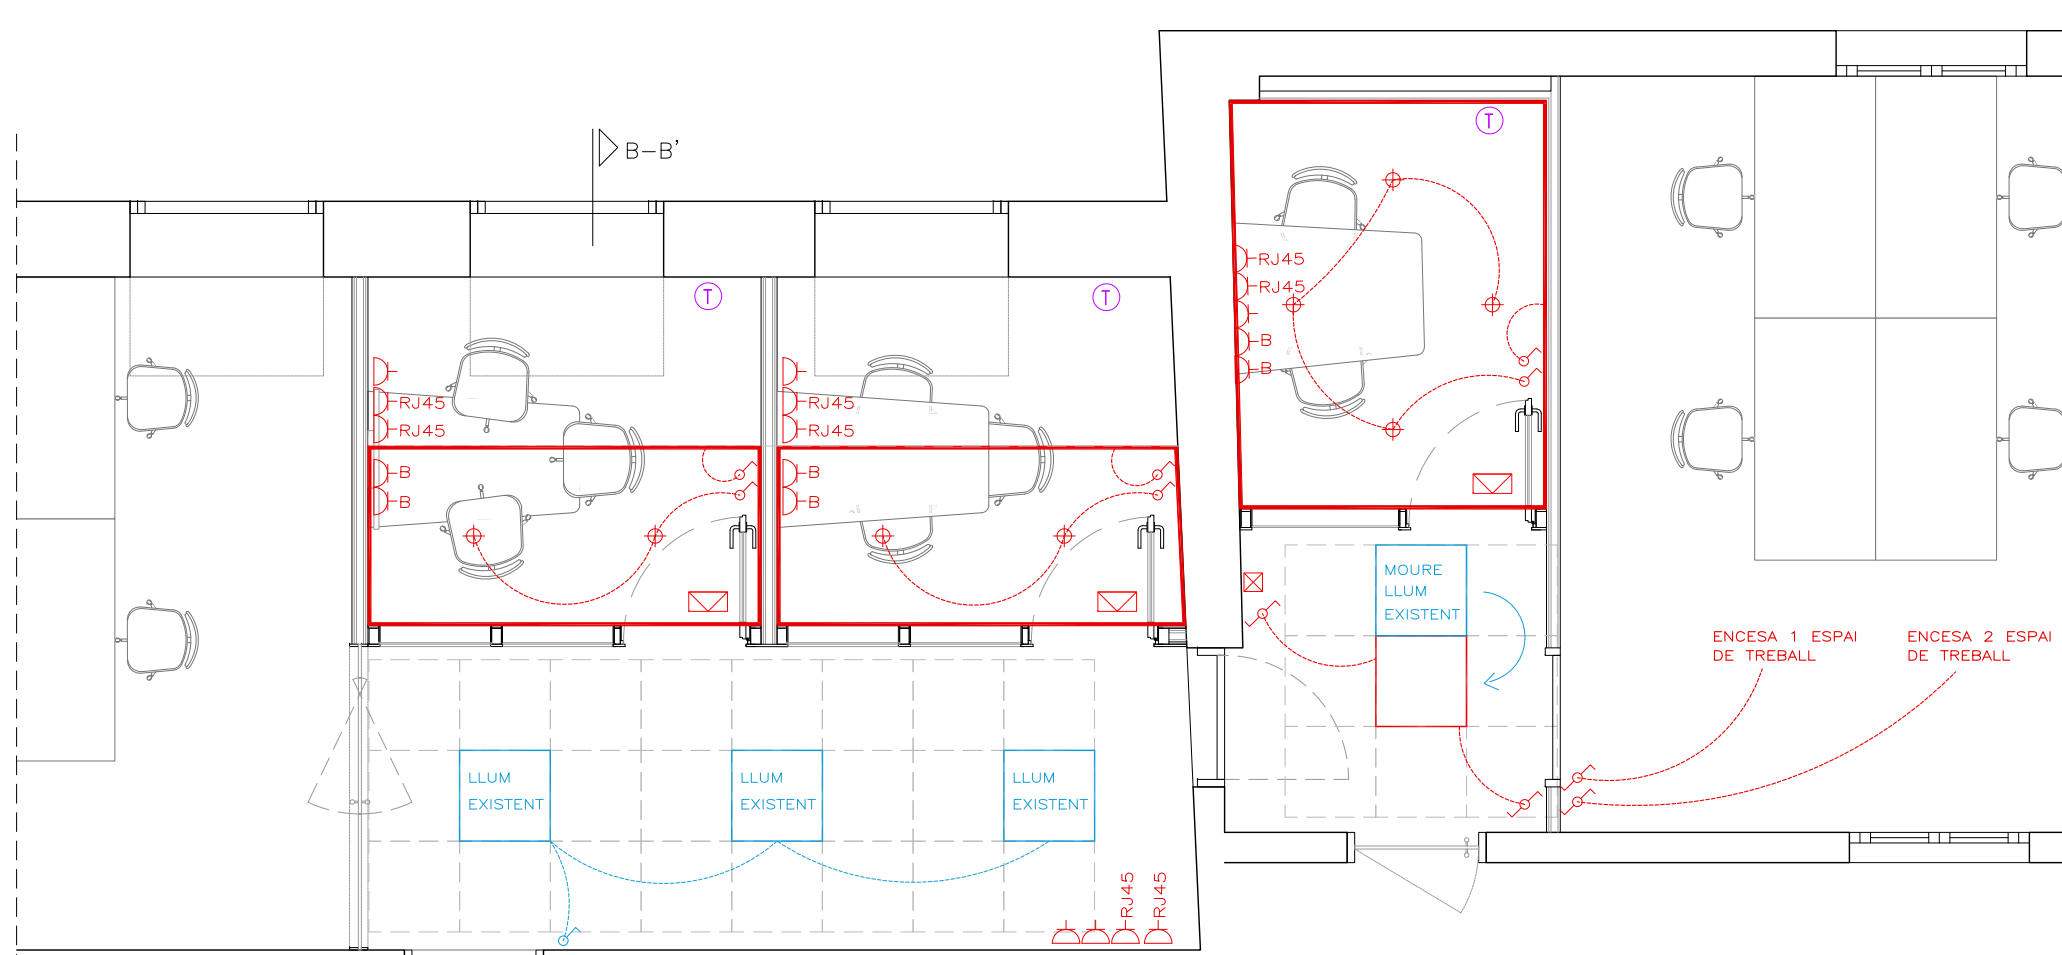 B-B'
T
T
T
RJ45
RJ45
B
B
RJ45
RJ45
B
B
RJ45
RJ45
B
B
MOURE
LLUM
EXISTENT
ENCESA 1 ESPAI
DE TREBALL
ENCESA 2 ESPAI
DE TREBALL
LLUM
EXISTENT
LLUM
EXISTENT
LLUM
EXISTENT
RJ45
RJ45